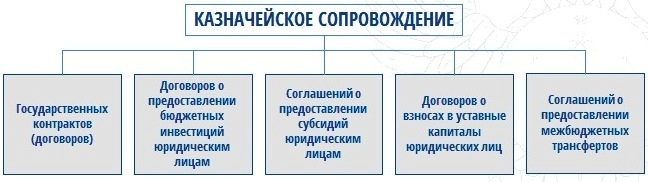 КАЗНАЧЕЙСКОЕ СОПРОВОЖДЕНИЕ
Государственных
контрактов
(договоров)
Договоров о
предоставлении
бюджетных
инвестиций
юридическим
лицам
Соглашений о
предоставлении
субсидий
юридическим
лицам
Договоров о
взносах в уставные
капиталы
юридических лиц
Соглашений о
предоставлении
межбюджетных
трансфертов